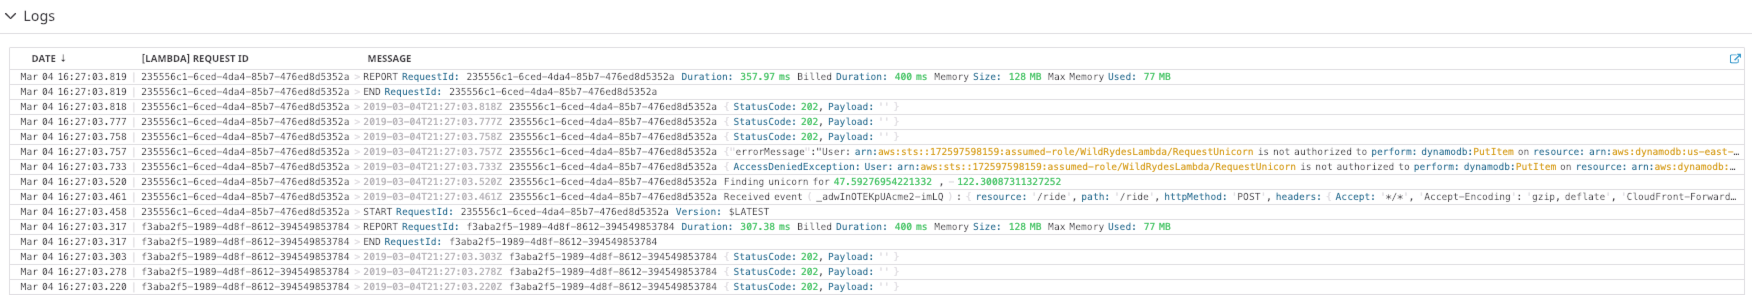 Logs
DATE ↓ [LAMBDA] REQUEST ID MESSAGE
Mar 04 16:27:03.819 | 235556c1-6ced-4da4-85b7-476ed8d5352a > REPORT RequestId: 235556c1-6ced-4da4-85b7-476ed8d5352a Duration: 357.97 ms Billed Duration: 400 ms Memory Size: 128 MB Max Memory Used: 77 MB
Mar 04 16:27:03.819 | 235556c1-6ced-4da4-85b7-476ed8d5352a > END RequestId: 235556c1-6ced-4da4-85b7-476ed8d5352a
Mar 04 16:27:03.818 | 235556c1-6ced-4da4-85b7-476ed8d5352a > 2019-03-04T21:27:03.818Z 235556c1-6ced-4da4-85b7-476ed8d5352a { StatusCode: 202, Payload: '' }
Mar 04 16:27:03.777 | 235556c1-6ced-4da4-85b7-476ed8d5352a > 2019-03-04T21:27:03.777Z 235556c1-6ced-4da4-85b7-476ed8d5352a { StatusCode: 202, Payload: '' }
Mar 04 16:27:03.758 | 235556c1-6ced-4da4-85b7-476ed8d5352a > 2019-03-04T21:27:03.758Z 235556c1-6ced-4da4-85b7-476ed8d5352a { StatusCode: 202, Payload: '' }
Mar 04 16:27:03.757 | 235556c1-6ced-4da4-85b7-476ed8d5352a > 2019-03-04T21:27:03.757Z 235556c1-6ced-4da4-85b7-476ed8d5352a {"errorMessage":"User: arn:aws:sts::172597598159:assumed-role/WildRydesLambda/RequestUnicorn is not authorized to perform: dynamodb:PutItem on resource: arn:aws:dynamodb:us-east-…
Mar 04 16:27:03.733 | 235556c1-6ced-4da4-85b7-476ed8d5352a > 2019-03-04T21:27:03.733Z 235556c1-6ced-4da4-85b7-476ed8d5352a { AccessDeniedException: User: arn:aws:sts::172597598159:assumed-role/WildRydesLambda/RequestUnicorn is not authorized to perform: dynamodb:PutItem on resource: arn:aws:dynamodb:…
Mar 04 16:27:03.520 | 235556c1-6ced-4da4-85b7-476ed8d5352a > 2019-03-04T21:27:03.520Z 235556c1-6ced-4da4-85b7-476ed8d5352a Finding unicorn for 47.59276954221332 , -122.30087311327252
Mar 04 16:27:03.461 | 235556c1-6ced-4da4-85b7-476ed8d5352a > 2019-03-04T21:27:03.461Z 235556c1-6ced-4da4-85b7-476ed8d5352a Received event ( _adwInOTEKpUAcme2-imLQ ) : { resource: '/ride', path: '/ride', httpMethod: 'POST', headers: { Accept: '*/*', 'Accept-Encoding': 'gzip, deflate', 'CloudFront-Forward…
Mar 04 16:27:03.458 | 235556c1-6ced-4da4-85b7-476ed8d5352a > START RequestId: 235556c1-6ced-4da4-85b7-476ed8d5352a Version: $LATEST
Mar 04 16:27:03.317 | f3aba2f5-1989-4d8f-8612-394549853784 > REPORT RequestId: f3aba2f5-1989-4d8f-8612-394549853784 Duration: 307.38 ms Billed Duration: 400 ms Memory Size: 128 MB Max Memory Used: 77 MB
Mar 04 16:27:03.317 | f3aba2f5-1989-4d8f-8612-394549853784 > END RequestId: f3aba2f5-1989-4d8f-8612-394549853784
Mar 04 16:27:03.303 | f3aba2f5-1989-4d8f-8612-394549853784 > 2019-03-04T21:27:03.303Z f3aba2f5-1989-4d8f-8612-394549853784 { StatusCode: 202, Payload: '' }
Mar 04 16:27:03.278 | f3aba2f5-1989-4d8f-8612-394549853784 > 2019-03-04T21:27:03.278Z f3aba2f5-1989-4d8f-8612-394549853784 { StatusCode: 202, Payload: '' }
Mar 04 16:27:03.220 | f3aba2f5-1989-4d8f-8612-394549853784 > 2019-03-04T21:27:03.220Z f3aba2f5-1989-4d8f-8612-394549853784 { StatusCode: 202, Payload: '' }